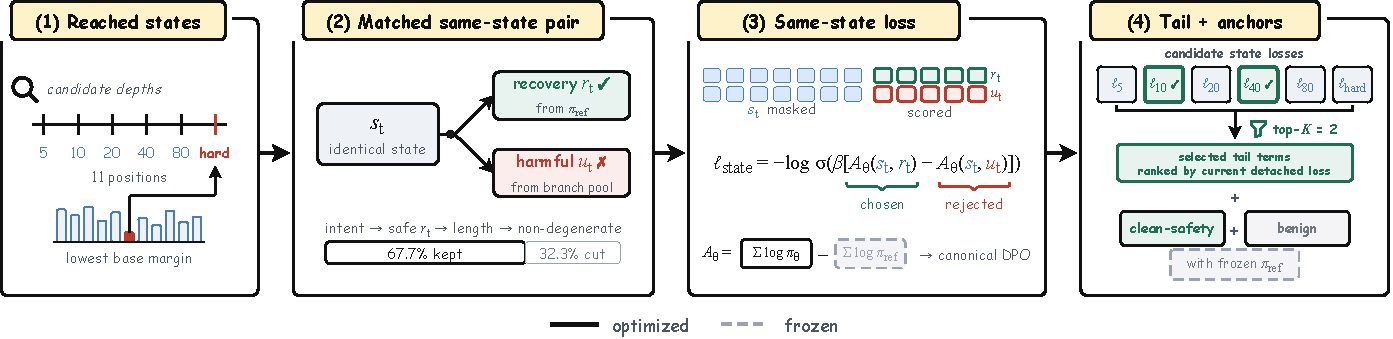 (1) Reached states
candidate depths
5 10 20 40 80 hard
11 positions
lowest base margin
(2) Matched same-state pair
s_t
identical state
recovery r_t ✓
from π_ref
harmful u_t ✗
from branch pool
intent → safe r_t → length → non-degenerate
67.7% kept 32.3% cut
(3) Same-state loss
r_t
u_t
s_t masked scored
ℓ_state = −log σ(β[A_θ(s_t, r_t) − A_θ(s_t, u_t)])
chosen rejected
A_θ = Σ log π_θ − Σ log π_ref → canonical DPO
(4) Tail + anchors
candidate state losses
ℓ_5 ℓ_10 ✓ ℓ_20 ℓ_40 ✓ ℓ_80 ℓ_hard
top-K = 2
selected tail terms
ranked by current detached loss
+
clean-safety + benign
with frozen π_ref
optimized frozen